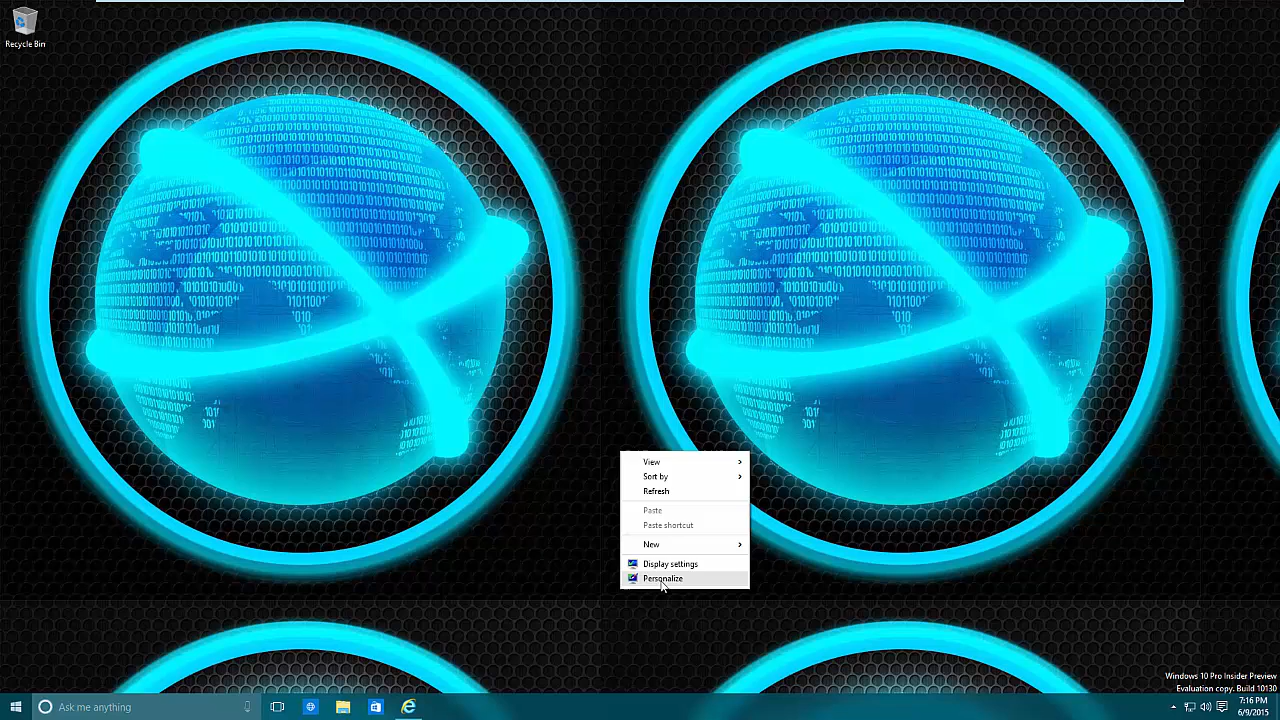 Recycle Bin
View
Sort by
Refresh
Paste
Paste shortcut
New
Display settings
Personalize
Windows 10 Pro Insider Preview
Evaluation copy. Build 10130
Ask me anything
7:16 PM
6/9/2015